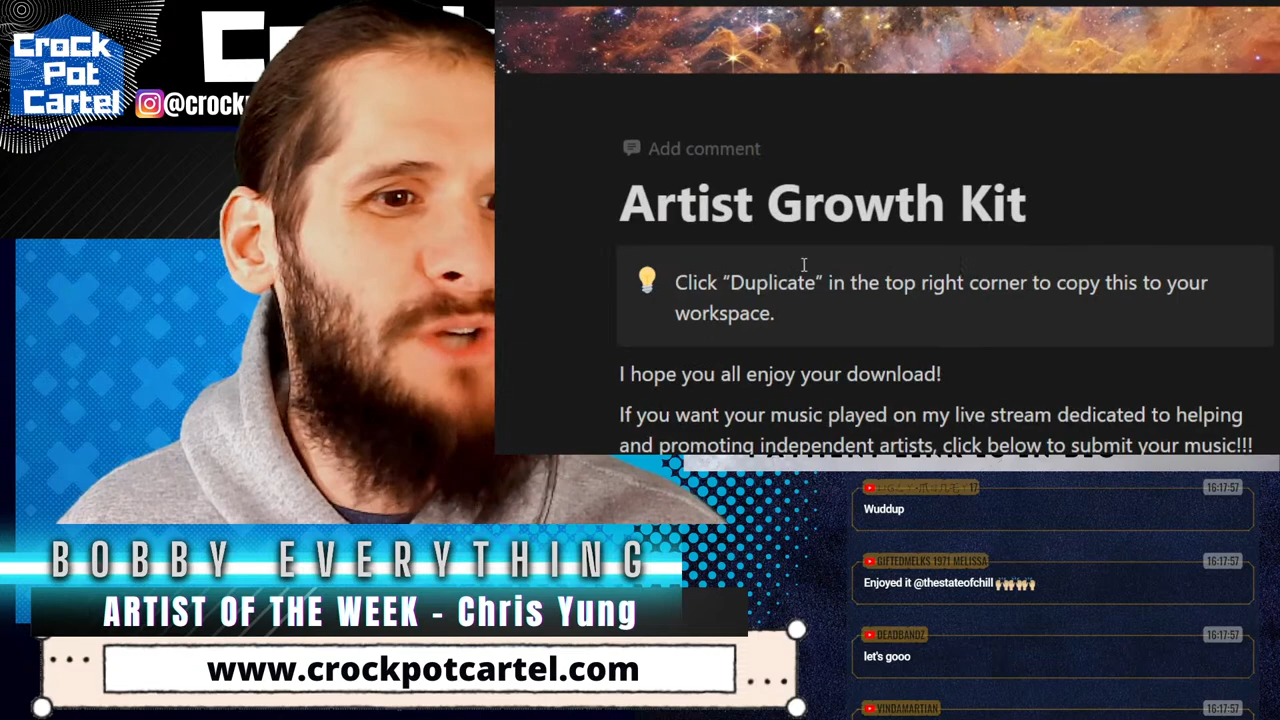 Crock
Pot
Cartel
@crockp
Add comment
Artist Growth Kit
Click “Duplicate” in the top right corner to copy this to your
workspace.
I hope you all enjoy your download!
If you want your music played on my live stream dedicated to helping
and promoting independent artists, click below to submit your music!!!
17
16:17:57
Wuddup
GIFTEDMELKS 1971 MELISSA
16:17:57
Enjoyed it @thestateofchill 🙌🏼🙌🏼🙌🏼🙌🏼
DEADBANDZ
16:17:57
let's gooo
VINDAMARTIAN
16:17:57
BOBBY EVERYTHING
ARTIST OF THE WEEK - Chris Yung
www.crockpotcartel.com